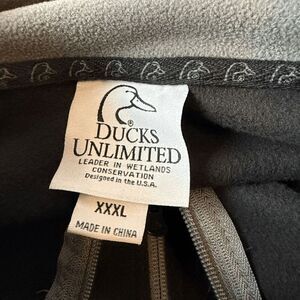 DUCKS
UNLIMITED
LEADER IN WETLANDS
CONSERVATION
Designed in the U.S.A.
XXXL
MADE IN CHINA